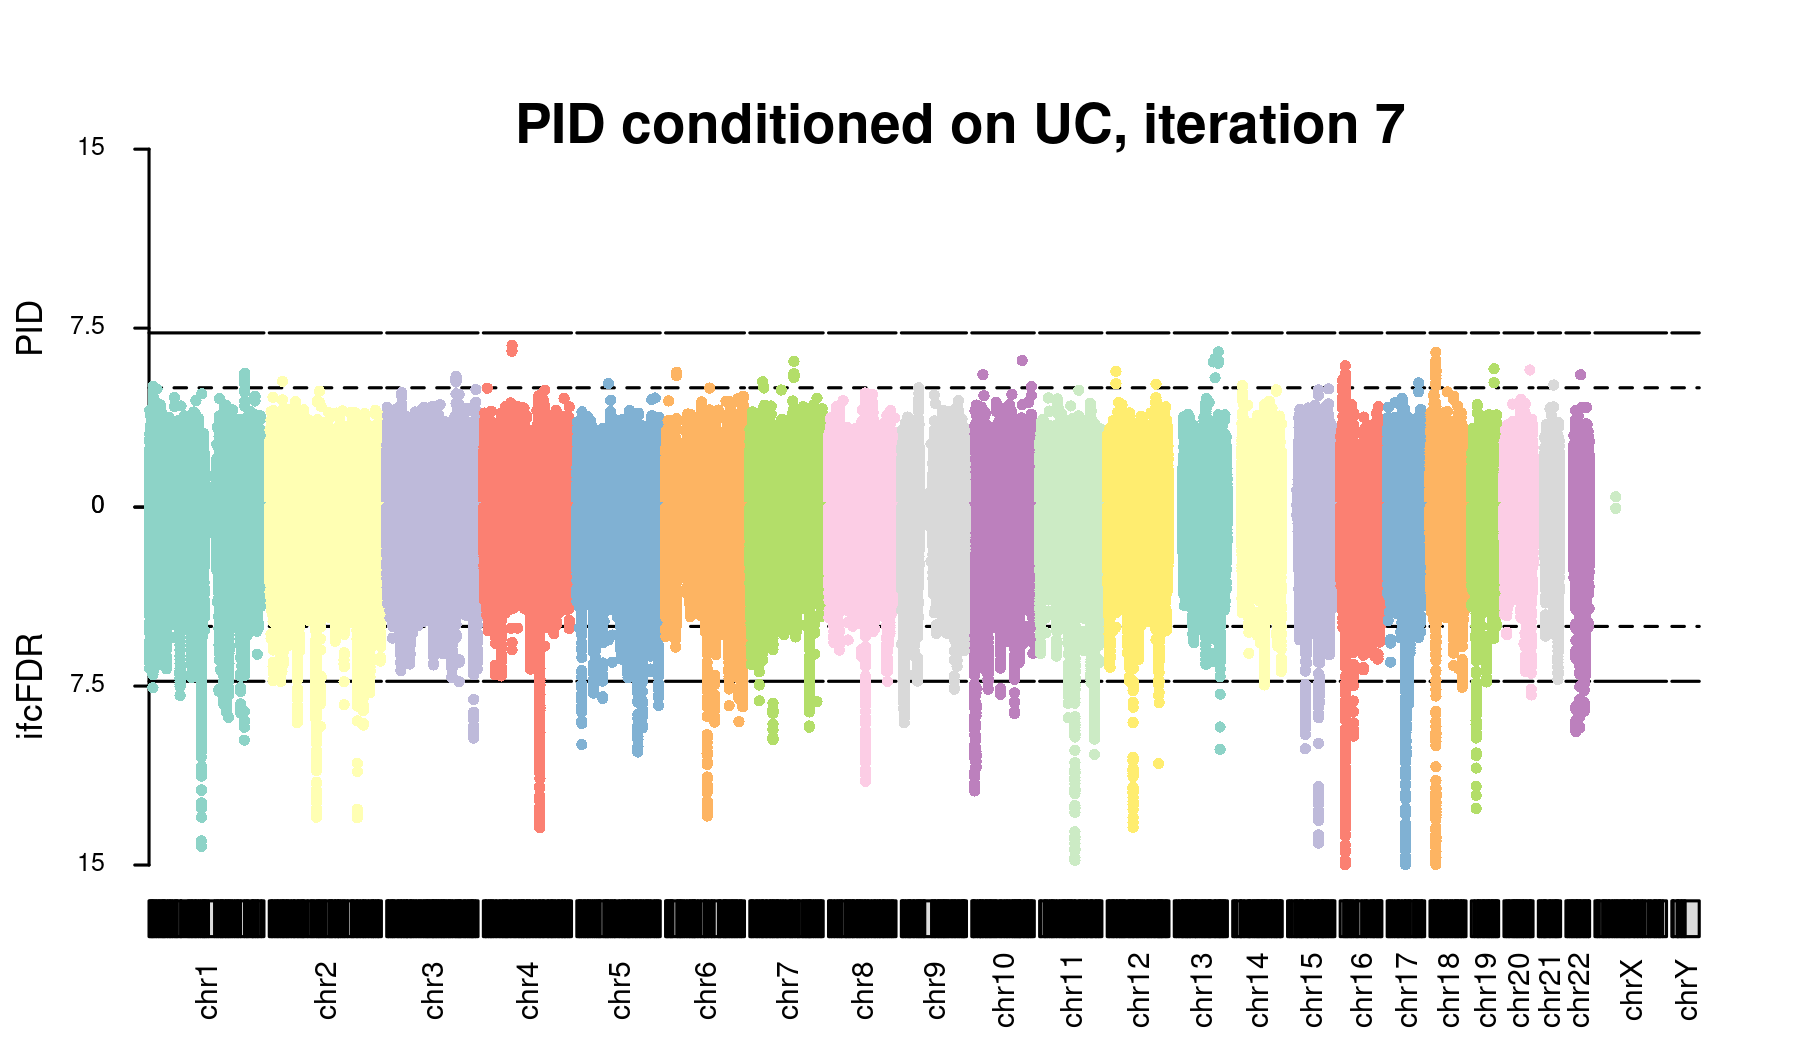 PID conditioned on UC, iteration 7
15
7.5
0
7.5
15
PID
ifcFDR
chr1
chr2
chr3
chr4
chr5
chr6
chr7
chr8
chr9
chr10
chr11
chr12
chr13
chr14
chr15
chr16
chr17
chr18
chr19
chr20
chr21
chr22
chrX
chrY